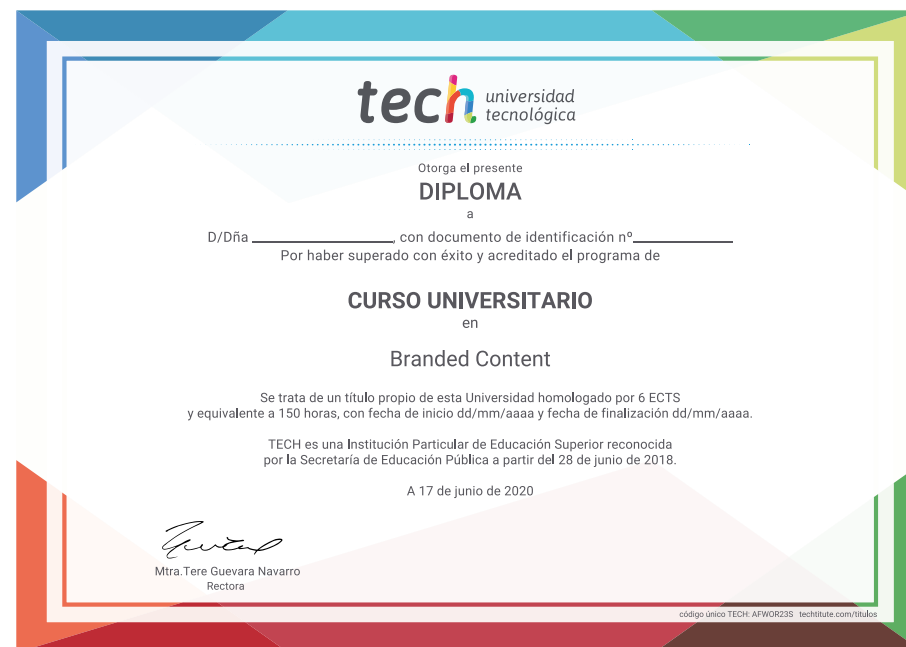 tech universidad
tecnológica
Otorga el presente
DIPLOMA
a
D/Dña ____________________, con documento de identificación nº______________
Por haber superado con éxito y acreditado el programa de
CURSO UNIVERSITARIO
en
Branded Content
Se trata de un título propio de esta Universidad homologado por 6 ECTS
y equivalente a 150 horas, con fecha de inicio dd/mm/aaaa y fecha de finalización dd/mm/aaaa.
TECH es una Institución Particular de Educación Superior reconocida
por la Secretaría de Educación Pública a partir del 28 de junio de 2018.
A 17 de junio de 2020
Mtra.Tere Guevara Navarro
Rectora
código único TECH: AFWOR23S techtitute.com/titulos